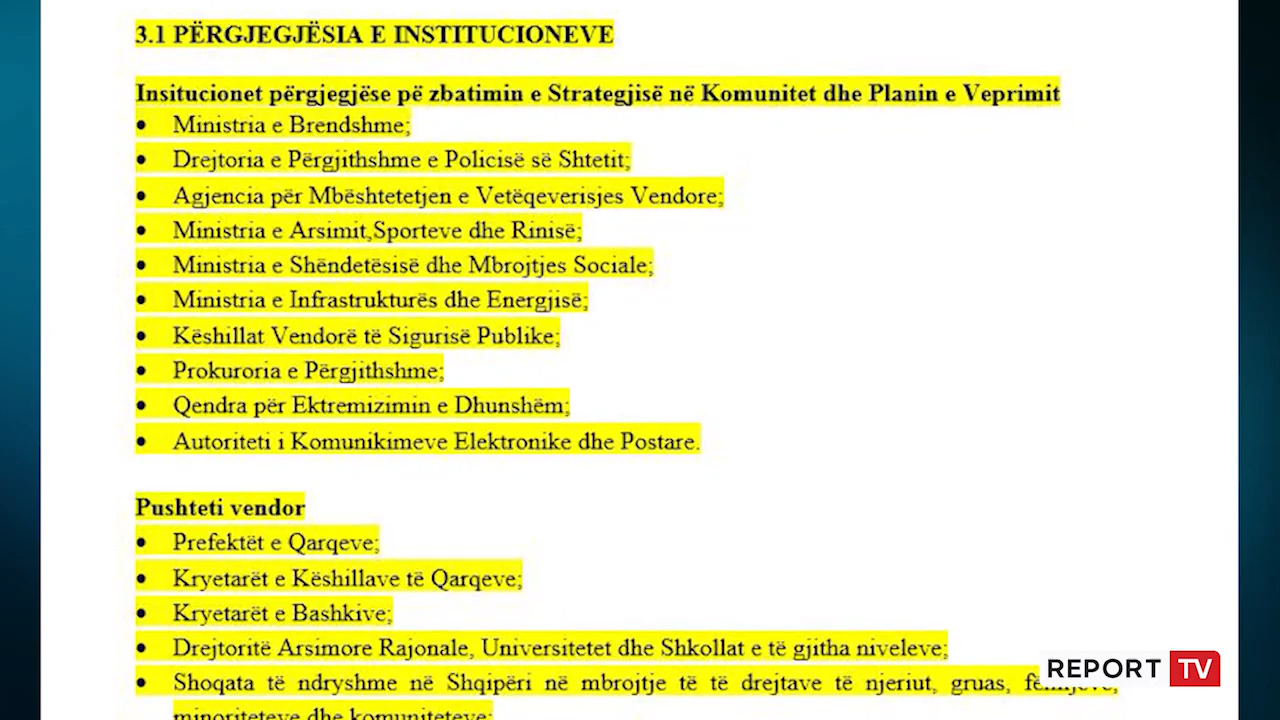 3.1 PËRGJEGJËSIA E INSTITUCIONEVE
Insitucionet përgjegjëse pë zbatimin e Strategjisë në Komunitet dhe Planin e Veprimit
• Ministria e Brendshme;
• Drejtoria e Përgjithshme e Policisë së Shtetit;
• Agjencia për Mbështetetjen e Vetëqeverisjes Vendore;
• Ministria e Arsimit,Sporteve dhe Rinisë;
• Ministria e Shëndetësisë dhe Mbrojtjes Sociale;
• Ministria e Infrastrukturës dhe Energjisë;
• Këshillat Vendorë të Sigurisë Publike;
• Prokuroria e Përgjithshme;
• Qendra për Ektremizimin e Dhunshëm;
• Autoriteti i Komunikimeve Elektronike dhe Postare.
Pushteti vendor
• Prefektët e Qarqeve;
• Kryetarët e Këshillave të Qarqeve;
• Kryetarët e Bashkive;
• Drejtoritë Arsimore Rajonale, Universitetet dhe Shkollat e të gjitha niveleve;
• Shoqata të ndryshme në Shqipëri në mbrojtje të të drejtave të njeriut, gruas,
minoriteteve dhe komuniteteve;
REPORT TV